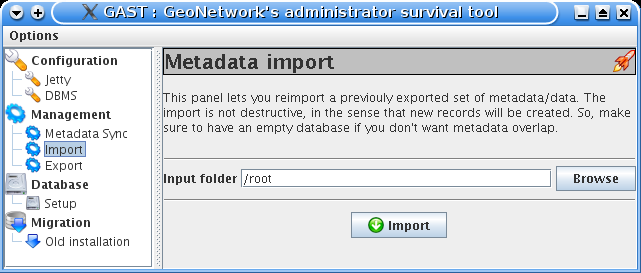 GAST : GeoNetwork's administrator survival tool
Options
Configuration
Jetty
DBMS
Management
Metadata Sync
Import
Export
Database
Setup
Migration
Old installation
Metadata import
This panel lets you reimport a previouly exported set of metadata/data. The
import is not destructive, in the sense that new records will be created. So, make
sure to have an empty database if you don't want metadata overlap.
Input folder /root Browse
Import